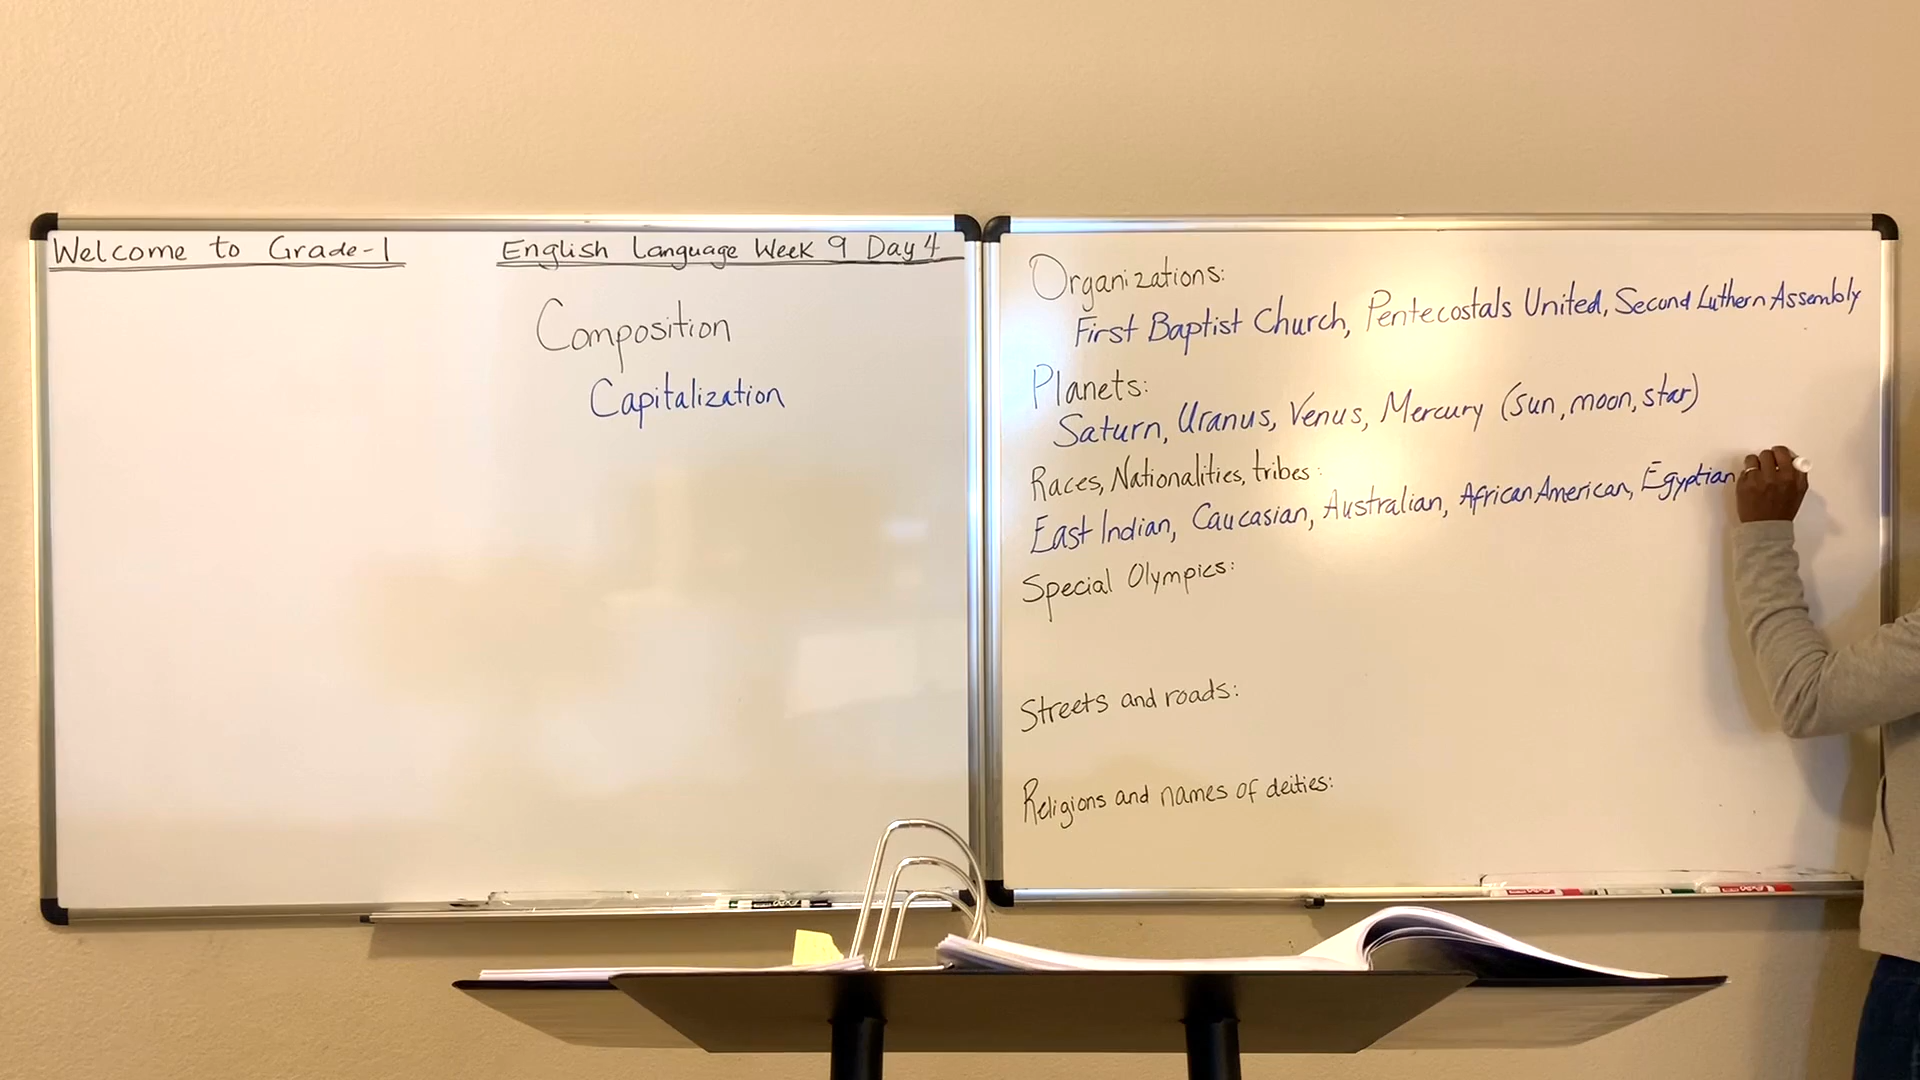 Welcome to Grade-1
English Language Week 9 Day 4
Composition
Capitalization
Organizations:
First Baptist Church, Pentecostals United, Second Luthern Assembly
Planets:
Saturn, Uranus, Venus, Mercury (sun, moon, star)
Races, Nationalities, tribes:
East Indian, Caucasian, Australian, African American, Egyptian
Special Olympics:
Streets and roads:
Religions and names of deities: